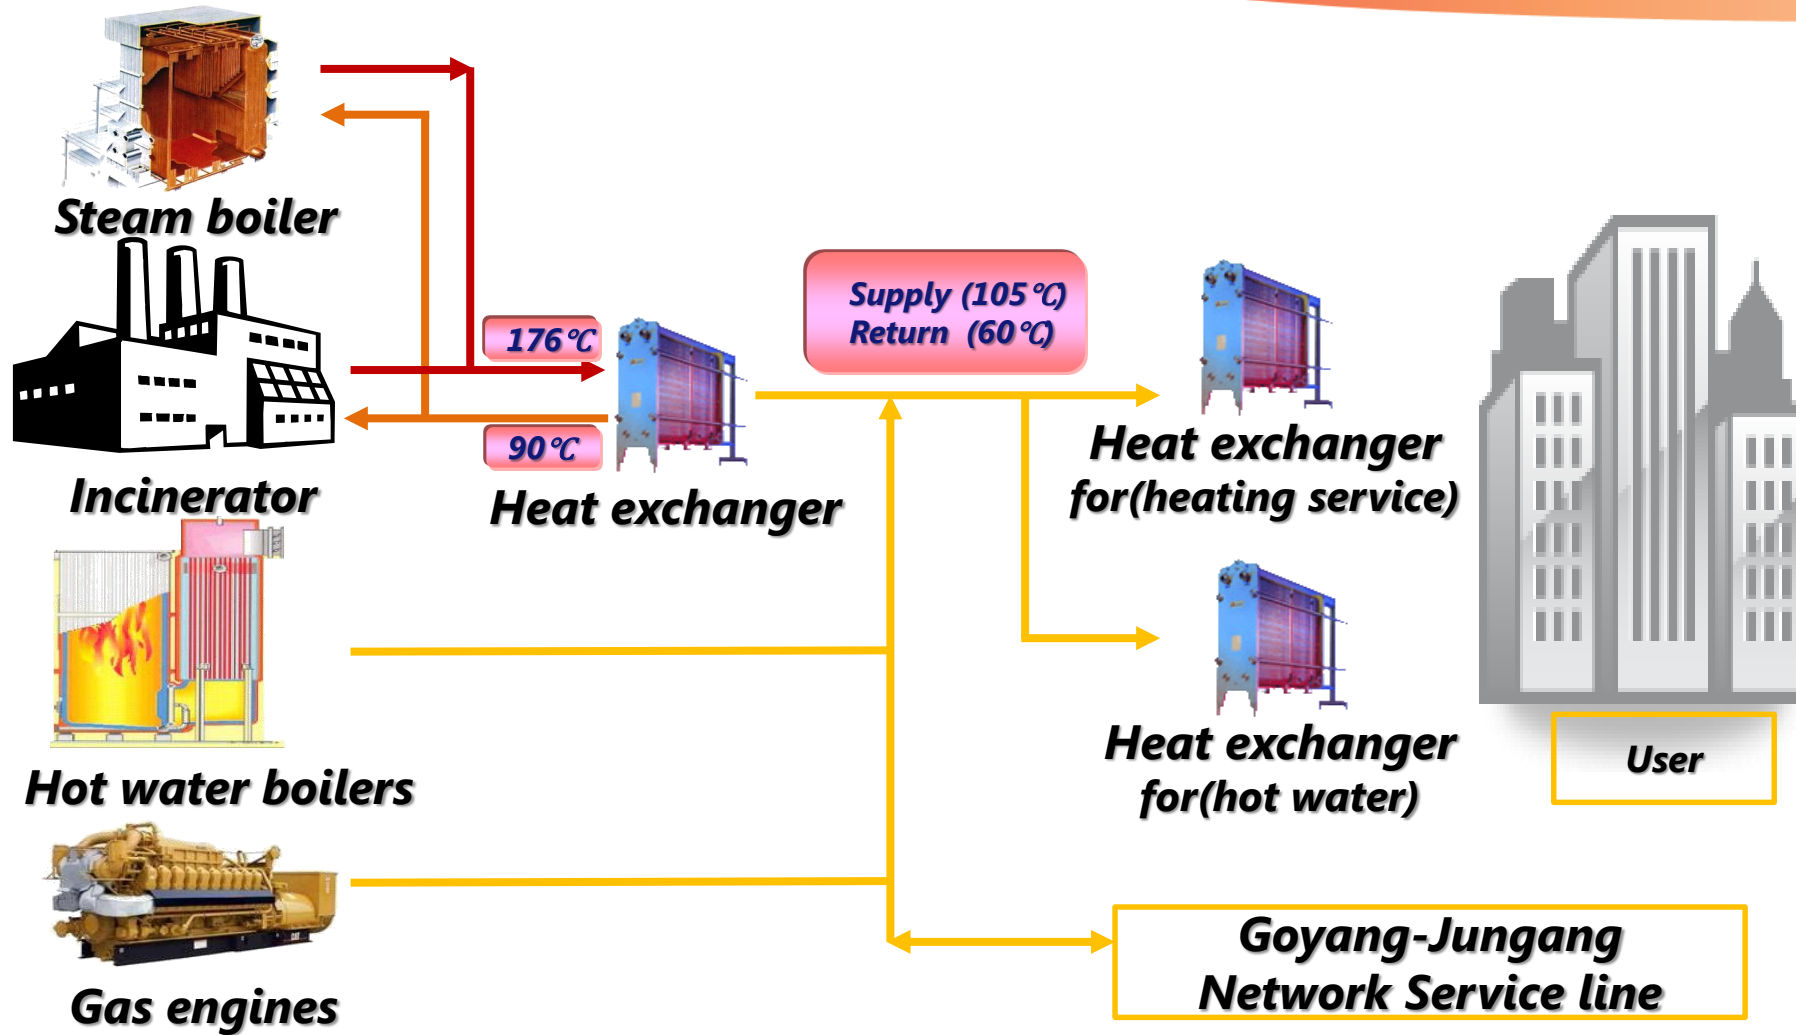 Steam boiler
Incinerator
Hot water boilers
Gas engines
176℃
90℃
Heat exchanger
Supply (105℃)
Return (60℃)
Heat exchanger
for(heating service)
Heat exchanger
for(hot water)
User
Goyang-Jungang
Network Service line